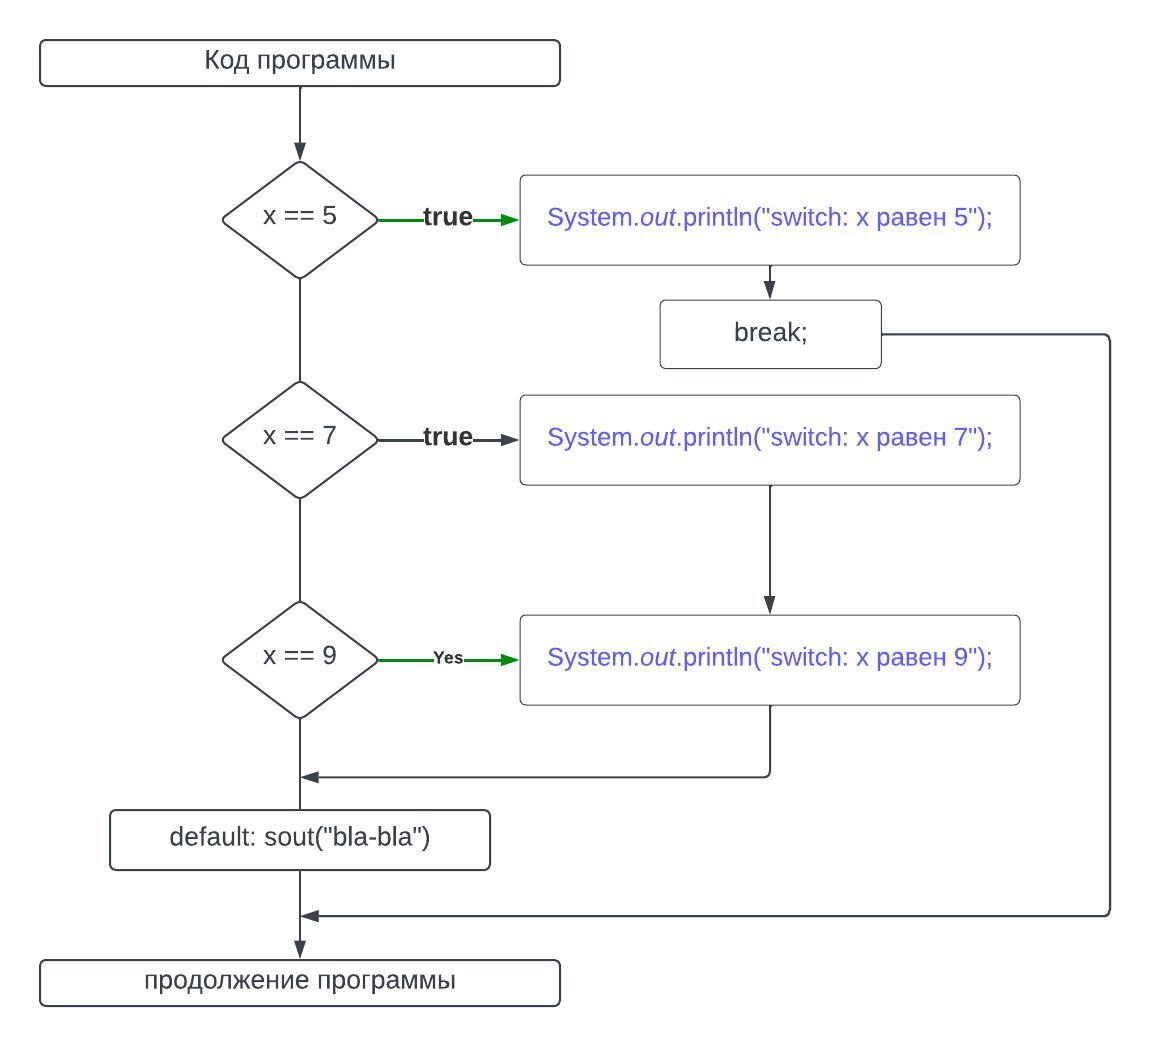 Код программы
x == 5
true
System.out.println("switch: x равен 5");
break;
x == 7
true
System.out.println("switch: x равен 7");
x == 9
Yes
System.out.println("switch: x равен 9");
default: sout("bla-bla")
продолжение программы